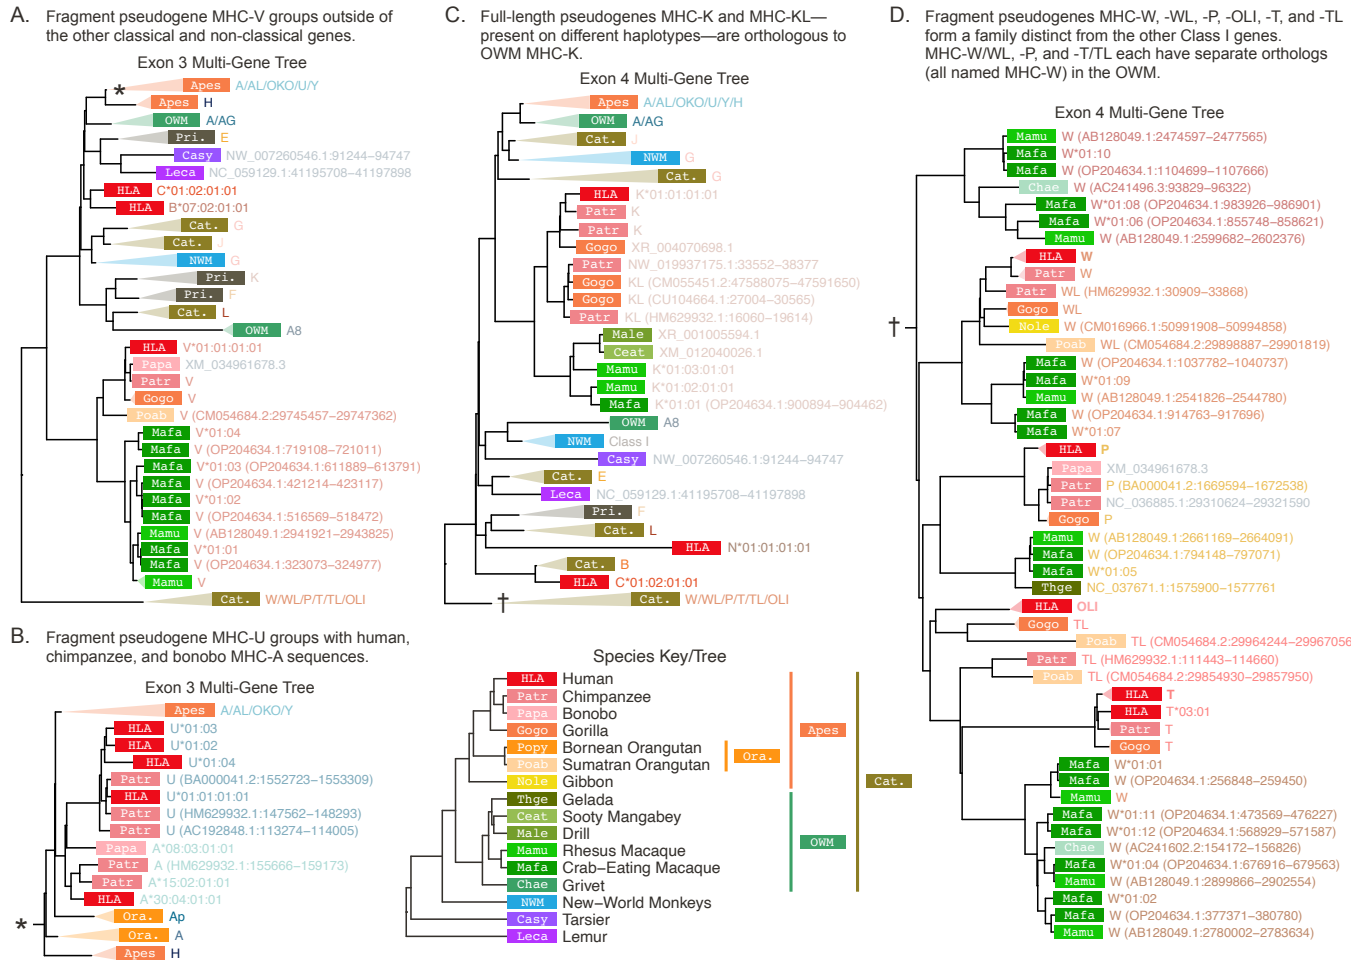 A. Fragment pseudogene MHC-V groups outside of
the other classical and non-classical genes.
Exon 3 Multi-Gene Tree
* Apes A/AL/OKO/U/Y
Apes H
OWM A/AG
Pri. E
Casy NW_007260546.1:91244−94747
Leca NC_059129.1:41195708−41197898
HLA C*01:02:01:01
HLA B*07:02:01:01
Cat. G
Cat. J
NWM G
Pri. K
Pri. F
Cat. L
OWM A8
HLA V*01:01:01:01
Papa XM_034961678.3
Patr V
Gogo V
Poab V (CM054684.2:29745457−29747362)
Mafa V*01:04
Mafa V (OP204634.1:719108−721011)
Mafa V*01:03 (OP204634.1:611889−613791)
Mafa V (OP204634.1:421214−423117)
Mafa V*01:02
Mafa V (OP204634.1:516569−518472)
Mamu V (AB128049.1:2941921−2943825)
Mafa V*01:01
Mafa V (OP204634.1:323073−324977)
Mamu V
Cat. W/WL/P/T/TL/OLI
B. Fragment pseudogene MHC-U groups with human,
chimpanzee, and bonobo MHC-A sequences.
Exon 3 Multi-Gene Tree
Apes A/AL/OKO/Y
HLA U*01:03
HLA U*01:02
HLA U*01:04
Patr U (BA000041.2:1552723−1553309)
HLA U*01:01:01:01
Patr U (HM629932.1:147562−148293)
Patr U (AC192848.1:113274−114005)
Papa A*08:03:01:01
Patr A (HM629932.1:155666−159173)
Patr A*15:02:01:01
HLA A*30:04:01:01
* Ora. Ap
Ora. A
Apes H
C. Full-length pseudogenes MHC-K and MHC-KL—
present on different haplotypes—are orthologous to
OWM MHC-K.
Exon 4 Multi-Gene Tree
Apes A/AL/OKO/U/Y/H
OWM A/AG
Cat. J
NWM G
Cat. G
HLA K*01:01:01:01
Patr K
Patr K
Gogo XR_004070698.1
Patr NW_019937175.1:33552−38377
Gogo KL (CM055451.2:47588075−47591650)
Gogo KL (CU104664.1:27004−30565)
Patr KL (HM629932.1:16060−19614)
Male XR_001005594.1
Ceat XM_012040026.1
Mamu K*01:03:01:01
Mamu K*01:02:01:01
Mafa K*01:01 (OP204634.1:900894−904462)
OWM A8
NWM Class I
Casy NW_007260546.1:91244−94747
Cat. E
Leca NC_059129.1:41195708−41197898
Pri. F
Cat. L
HLA N*01:01:01:01
Cat. B
HLA C*01:02:01:01
† Cat. W/WL/P/T/TL/OLI
Species Key/Tree
HLA Human
Patr Chimpanzee
Papa Bonobo
Gogo Gorilla
Popy Bornean Orangutan
Poab Sumatran Orangutan
Nole Gibbon
Thge Gelada
Ceat Sooty Mangabey
Male Drill
Mamu Rhesus Macaque
Mafa Crab−Eating Macaque
Chae Grivet
NWM New−World Monkeys
Casy Tarsier
Leca Lemur
Ora.
Apes
OWM
Cat.
D. Fragment pseudogenes MHC-W, -WL, -P, -OLI, -T, and -TL
form a family distinct from the other Class I genes.
MHC-W/WL, -P, and -T/TL each have separate orthologs
(all named MHC-W) in the OWM.
Exon 4 Multi-Gene Tree
Mamu W (AB128049.1:2474597−2477565)
Mafa W*01:10
Mafa W (OP204634.1:1104699−1107666)
Chae W (AC241496.3:93829−96322)
Mafa W*01:08 (OP204634.1:983926−986901)
Mafa W*01:06 (OP204634.1:855748−858621)
Mamu W (AB128049.1:2599682−2602376)
HLA W
Patr W
Patr WL (HM629932.1:30909−33868)
Gogo WL
† Nole W (CM016966.1:50991908−50994858)
Poab WL (CM054684.2:29898887−29901819)
Mafa W (OP204634.1:1037782−1040737)
Mafa W*01:09
Mamu W (AB128049.1:2541826−2544780)
Mafa W (OP204634.1:914763−917696)
Mafa W*01:07
HLA P
Papa XM_034961678.3
Patr P (BA000041.2:1669594−1672538)
Patr NC_036885.1:29310624−29321590
Gogo P
Mamu W (AB128049.1:2661169−2664091)
Mafa W (OP204634.1:794148−797071)
Mafa W*01:05
Thge NC_037671.1:1575900−1577761
HLA OLI
Gogo TL
Poab TL (CM054684.2:29964244−29967056
Patr TL (HM629932.1:111443−114660)
Poab TL (CM054684.2:29854930−29857950)
HLA T
HLA T*03:01
Patr T
Gogo T
Mafa W*01:01
Mafa W (OP204634.1:256848−259450)
Mamu W
Mafa W*01:11 (OP204634.1:473569−476227)
Mafa W*01:12 (OP204634.1:568929−571587)
Chae W (AC241602.2:154172−156826)
Mafa W*01:04 (OP204634.1:676916−679563)
Mamu W (AB128049.1:2899866−2902554)
Mafa W*01:02
Mafa W (OP204634.1:377371−380780)
Mamu W (AB128049.1:2780002−2783634)